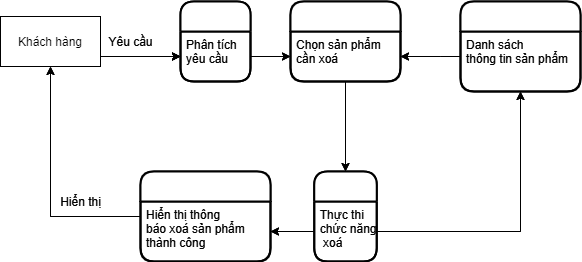 Khách hàng
Yêu cầu
Phân tích
yêu cầu
Chọn sản phẩm
cần xoá
Danh sách
thông tin sản phẩm
Hiển thị
Hiển thị thông
báo xoá sản phẩm
thành công
Thực thi
chức năng
xoá